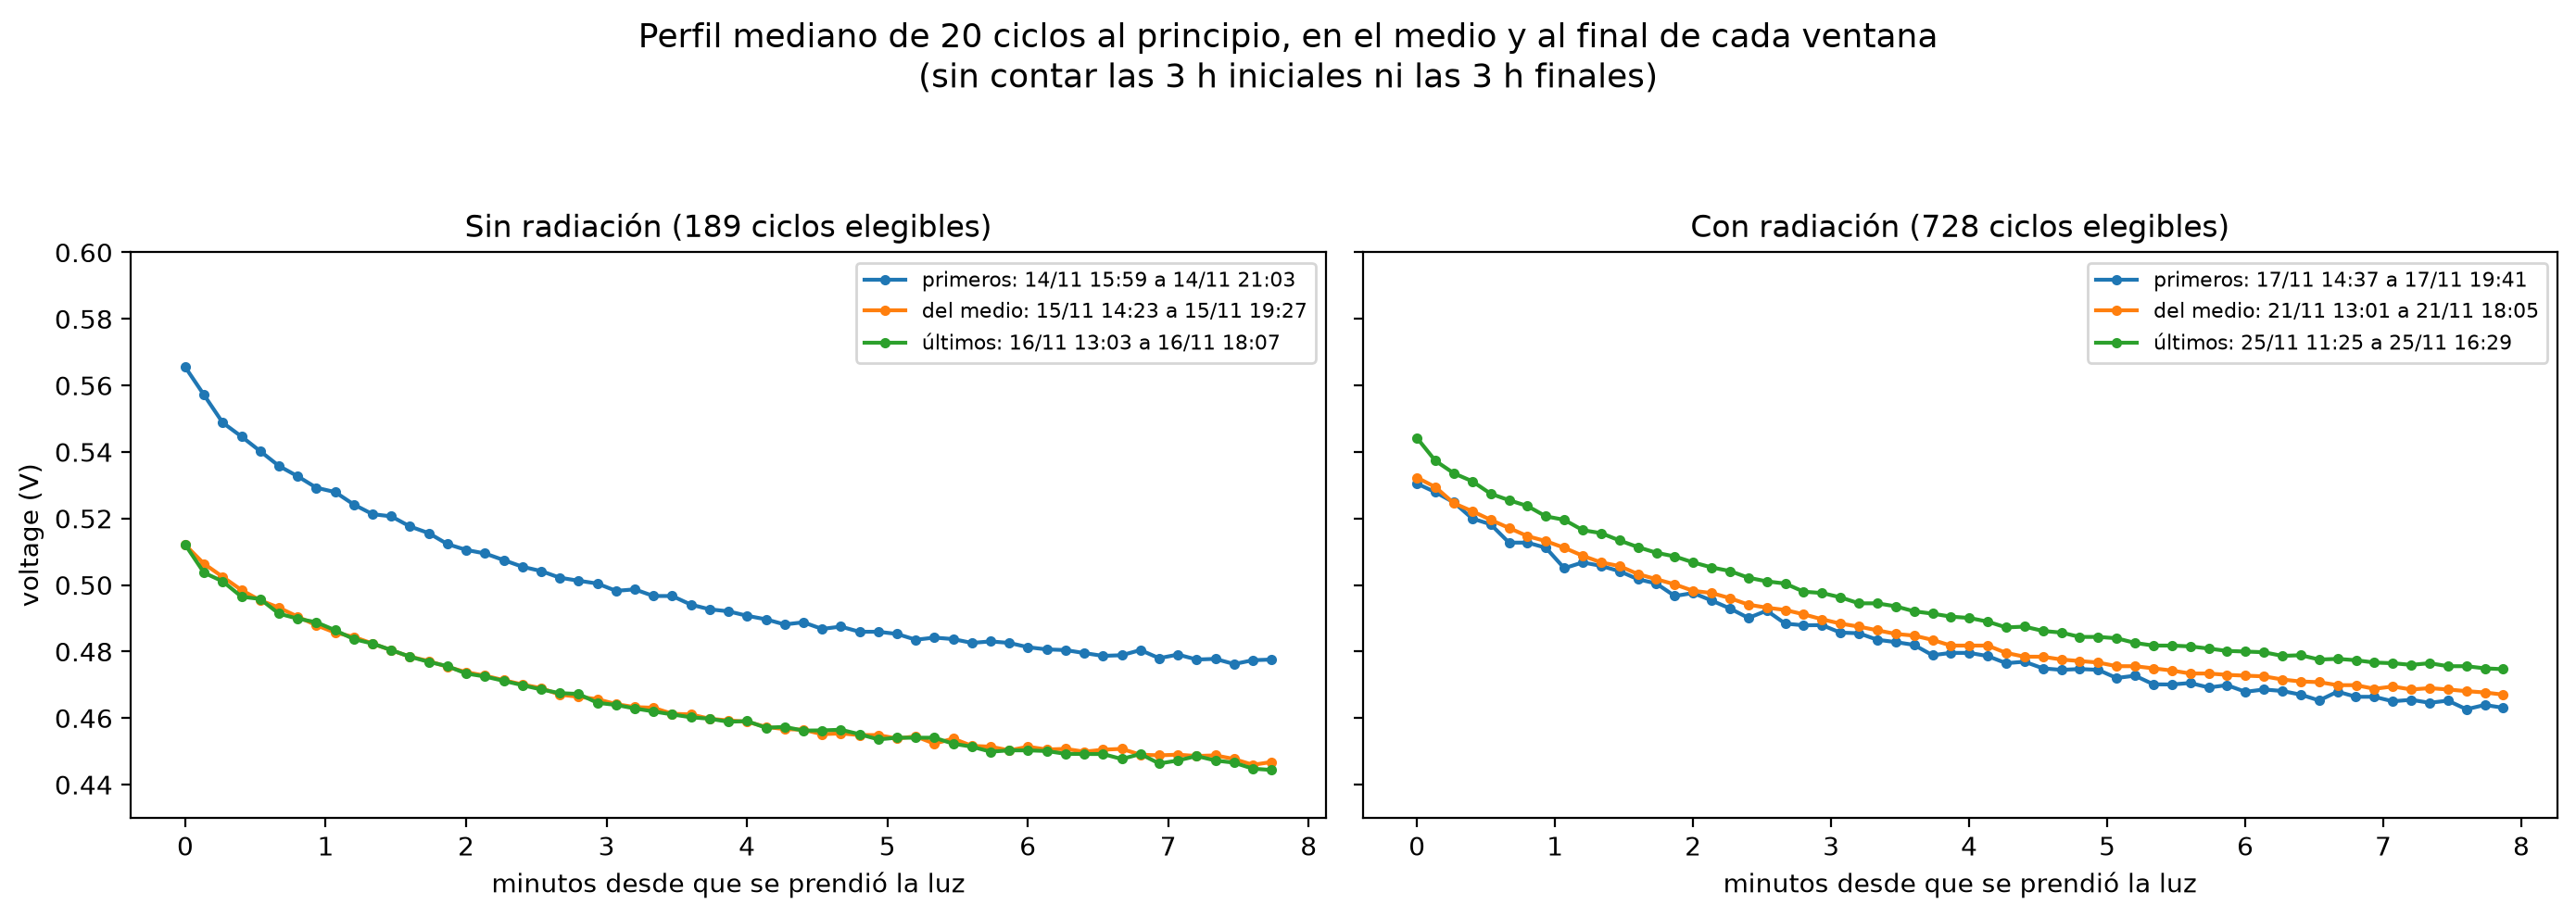 Perfil mediano de 20 ciclos al principio, en el medio y al final de cada ventana
(sin contar las 3 h iniciales ni las 3 h finales)
Sin radiación (189 ciclos elegibles)
primeros: 14/11 15:59 a 14/11 21:03
del medio: 15/11 14:23 a 15/11 19:27
últimos: 16/11 13:03 a 16/11 18:07
0.60
0.58
0.56
0.54
0.52
0.50
0.48
0.46
0.44
voltage (V)
0 1 2 3 4 5 6 7 8
minutos desde que se prendió la luz
Con radiación (728 ciclos elegibles)
primeros: 17/11 14:37 a 17/11 19:41
del medio: 21/11 13:01 a 21/11 18:05
últimos: 25/11 11:25 a 25/11 16:29
0 1 2 3 4 5 6 7 8
minutos desde que se prendió la luz